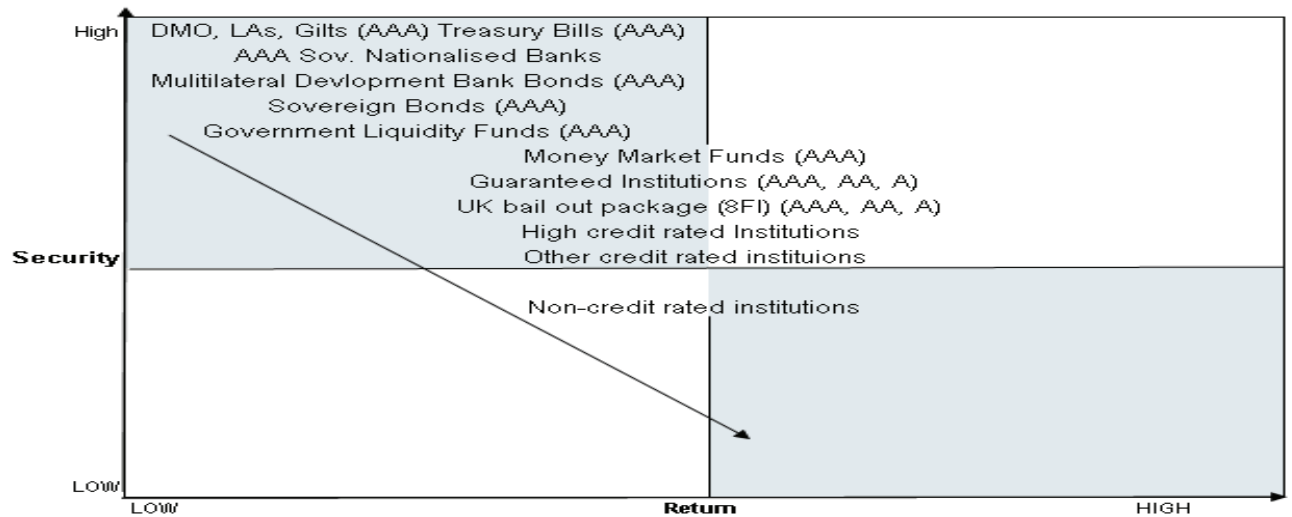 High
DMO, LAs, Gilts (AAA) Treasury Bills (AAA)
AAA Sov. Nationalised Banks
Mulitilateral Devlopment Bank Bonds (AAA)
Sovereign Bonds (AAA)
Government Liquidity Funds (AAA)
Money Market Funds (AAA)
Guaranteed Institutions (AAA, AA, A)
UK bail out package (8FI) (AAA, AA, A)
High credit rated Institutions
Security
Other credit rated instituions
Non-credit rated institutions
LOW
LOW
Return
HIGH